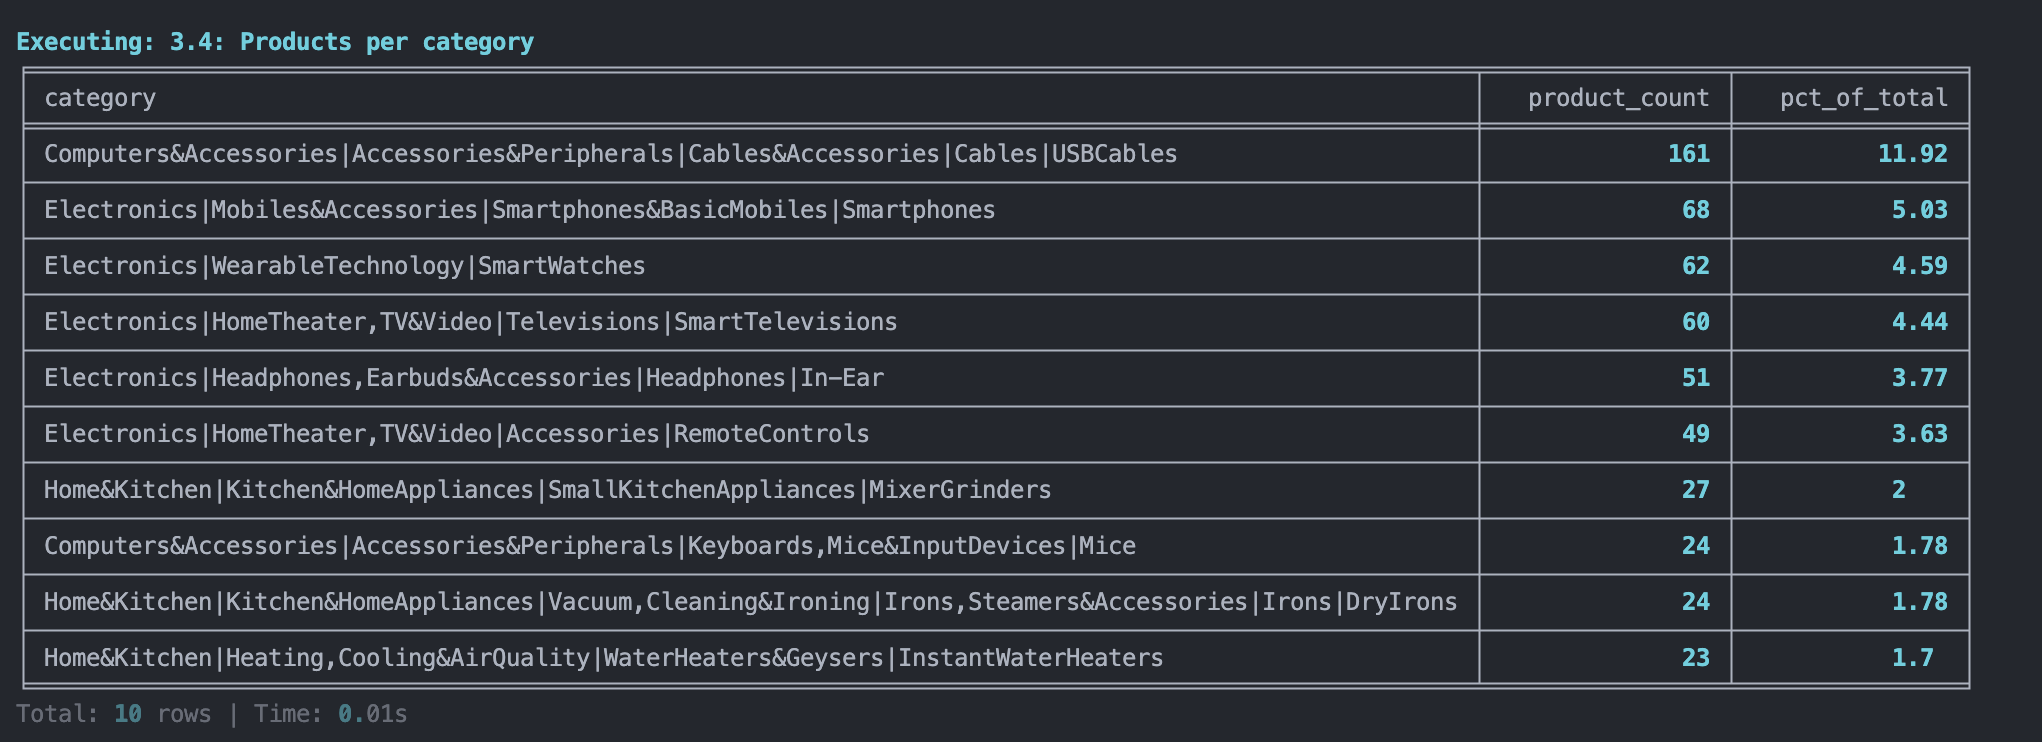 Executing: 3.4: Products per category
category product_count pct_of_total
Computers&Accessories|Accessories&Peripherals|Cables&Accessories|Cables|USBCables 161 11.92
Electronics|Mobiles&Accessories|Smartphones&BasicMobiles|Smartphones 68 5.03
Electronics|WearableTechnology|SmartWatches 62 4.59
Electronics|HomeTheater,TV&Video|Televisions|SmartTelevisions 60 4.44
Electronics|Headphones,Earbuds&Accessories|Headphones|In-Ear 51 3.77
Electronics|HomeTheater,TV&Video|Accessories|RemoteControls 49 3.63
Home&Kitchen|Kitchen&HomeAppliances|SmallKitchenAppliances|MixerGrinders 27 2
Computers&Accessories|Accessories&Peripherals|Keyboards,Mice&InputDevices|Mice 24 1.78
Home&Kitchen|Kitchen&HomeAppliances|Vacuum,Cleaning&Ironing|Irons,Steamers&Accessories|Irons|DryIrons 24 1.78
Home&Kitchen|Heating,Cooling&AirQuality|WaterHeaters&Geysers|InstantWaterHeaters 23 1.7
Total: 10 rows | Time: 0.01s